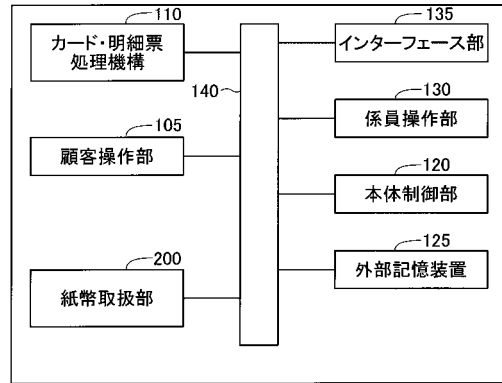 110
カード・明細票
処理機構
140
105
顧客操作部
200
紙幣取扱部
135
インターフェース部
130
係員操作部
120
本体制御部
125
外部記憶装置